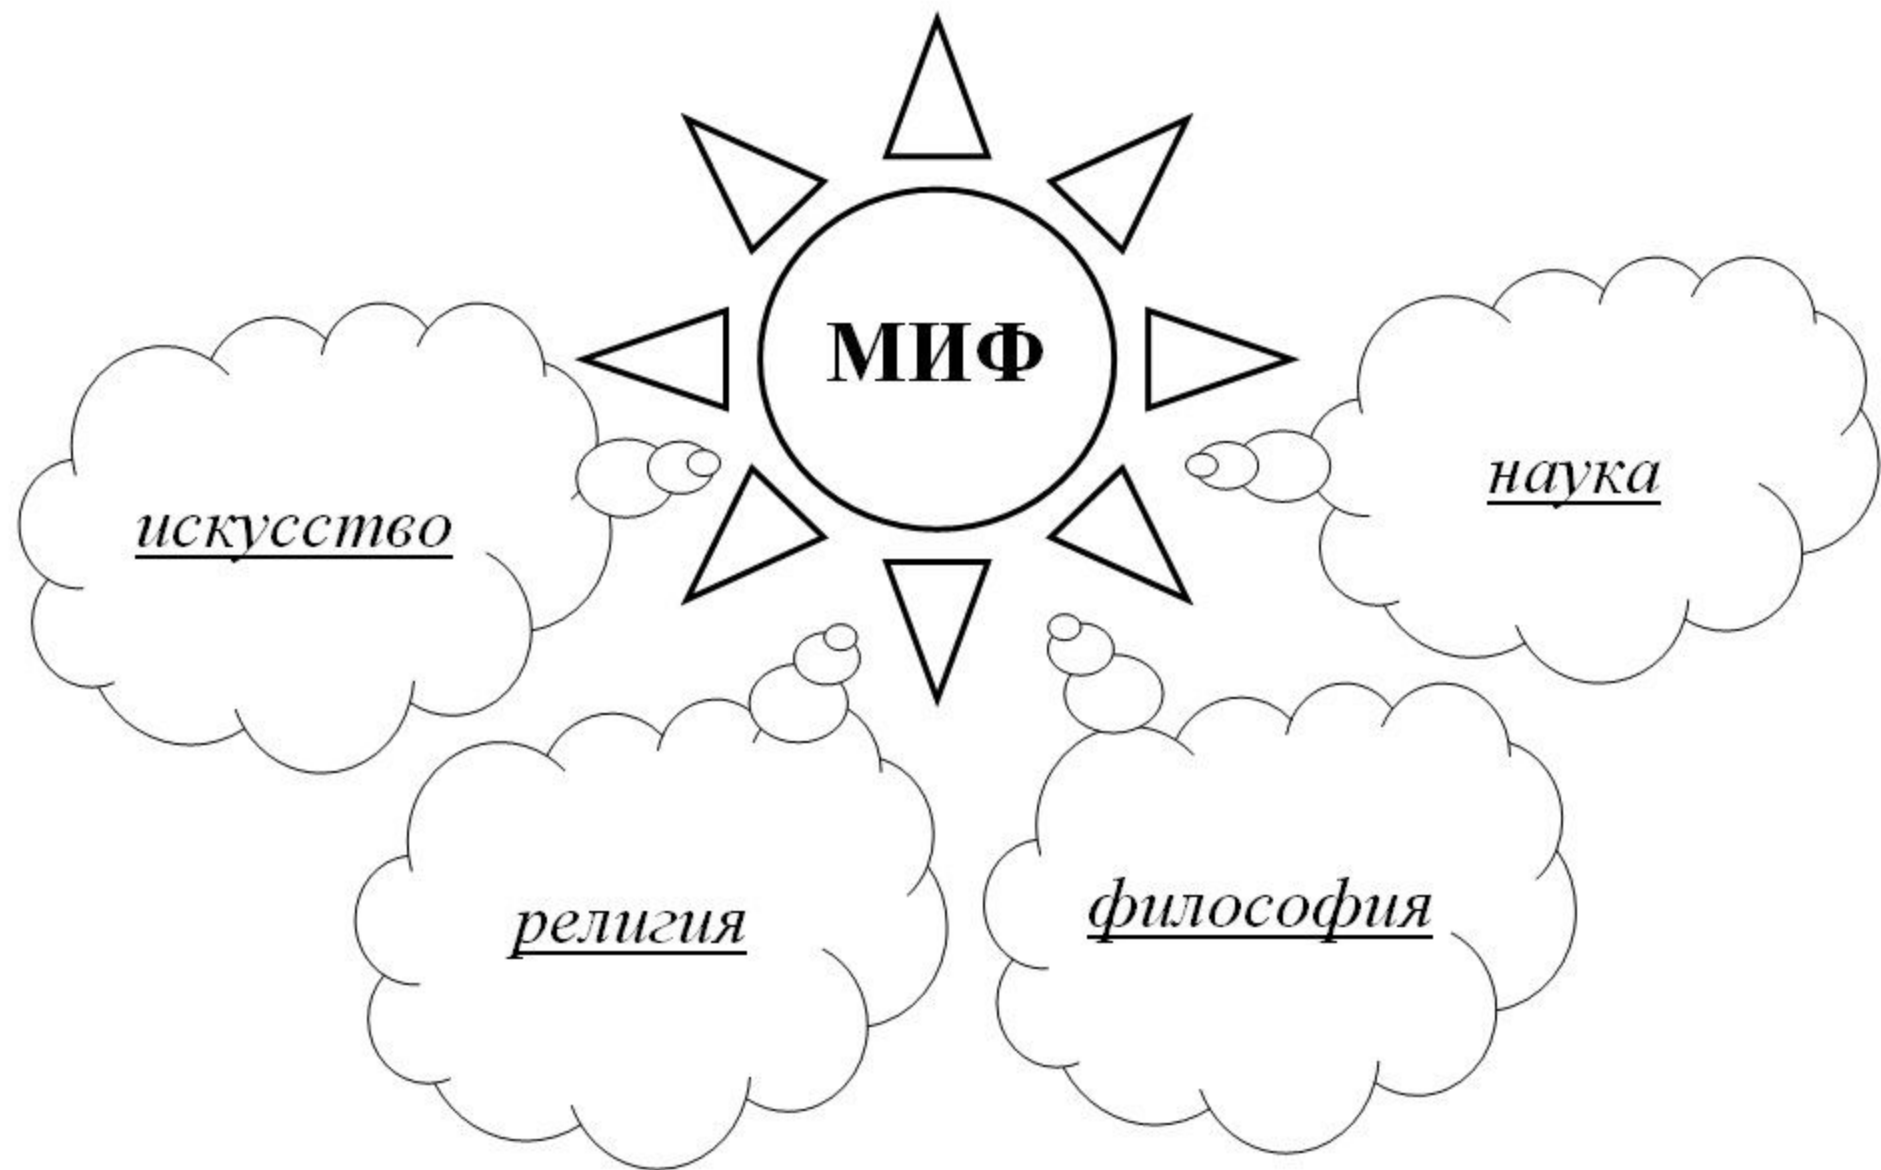 МИФ
искусство
наука
религия
философия